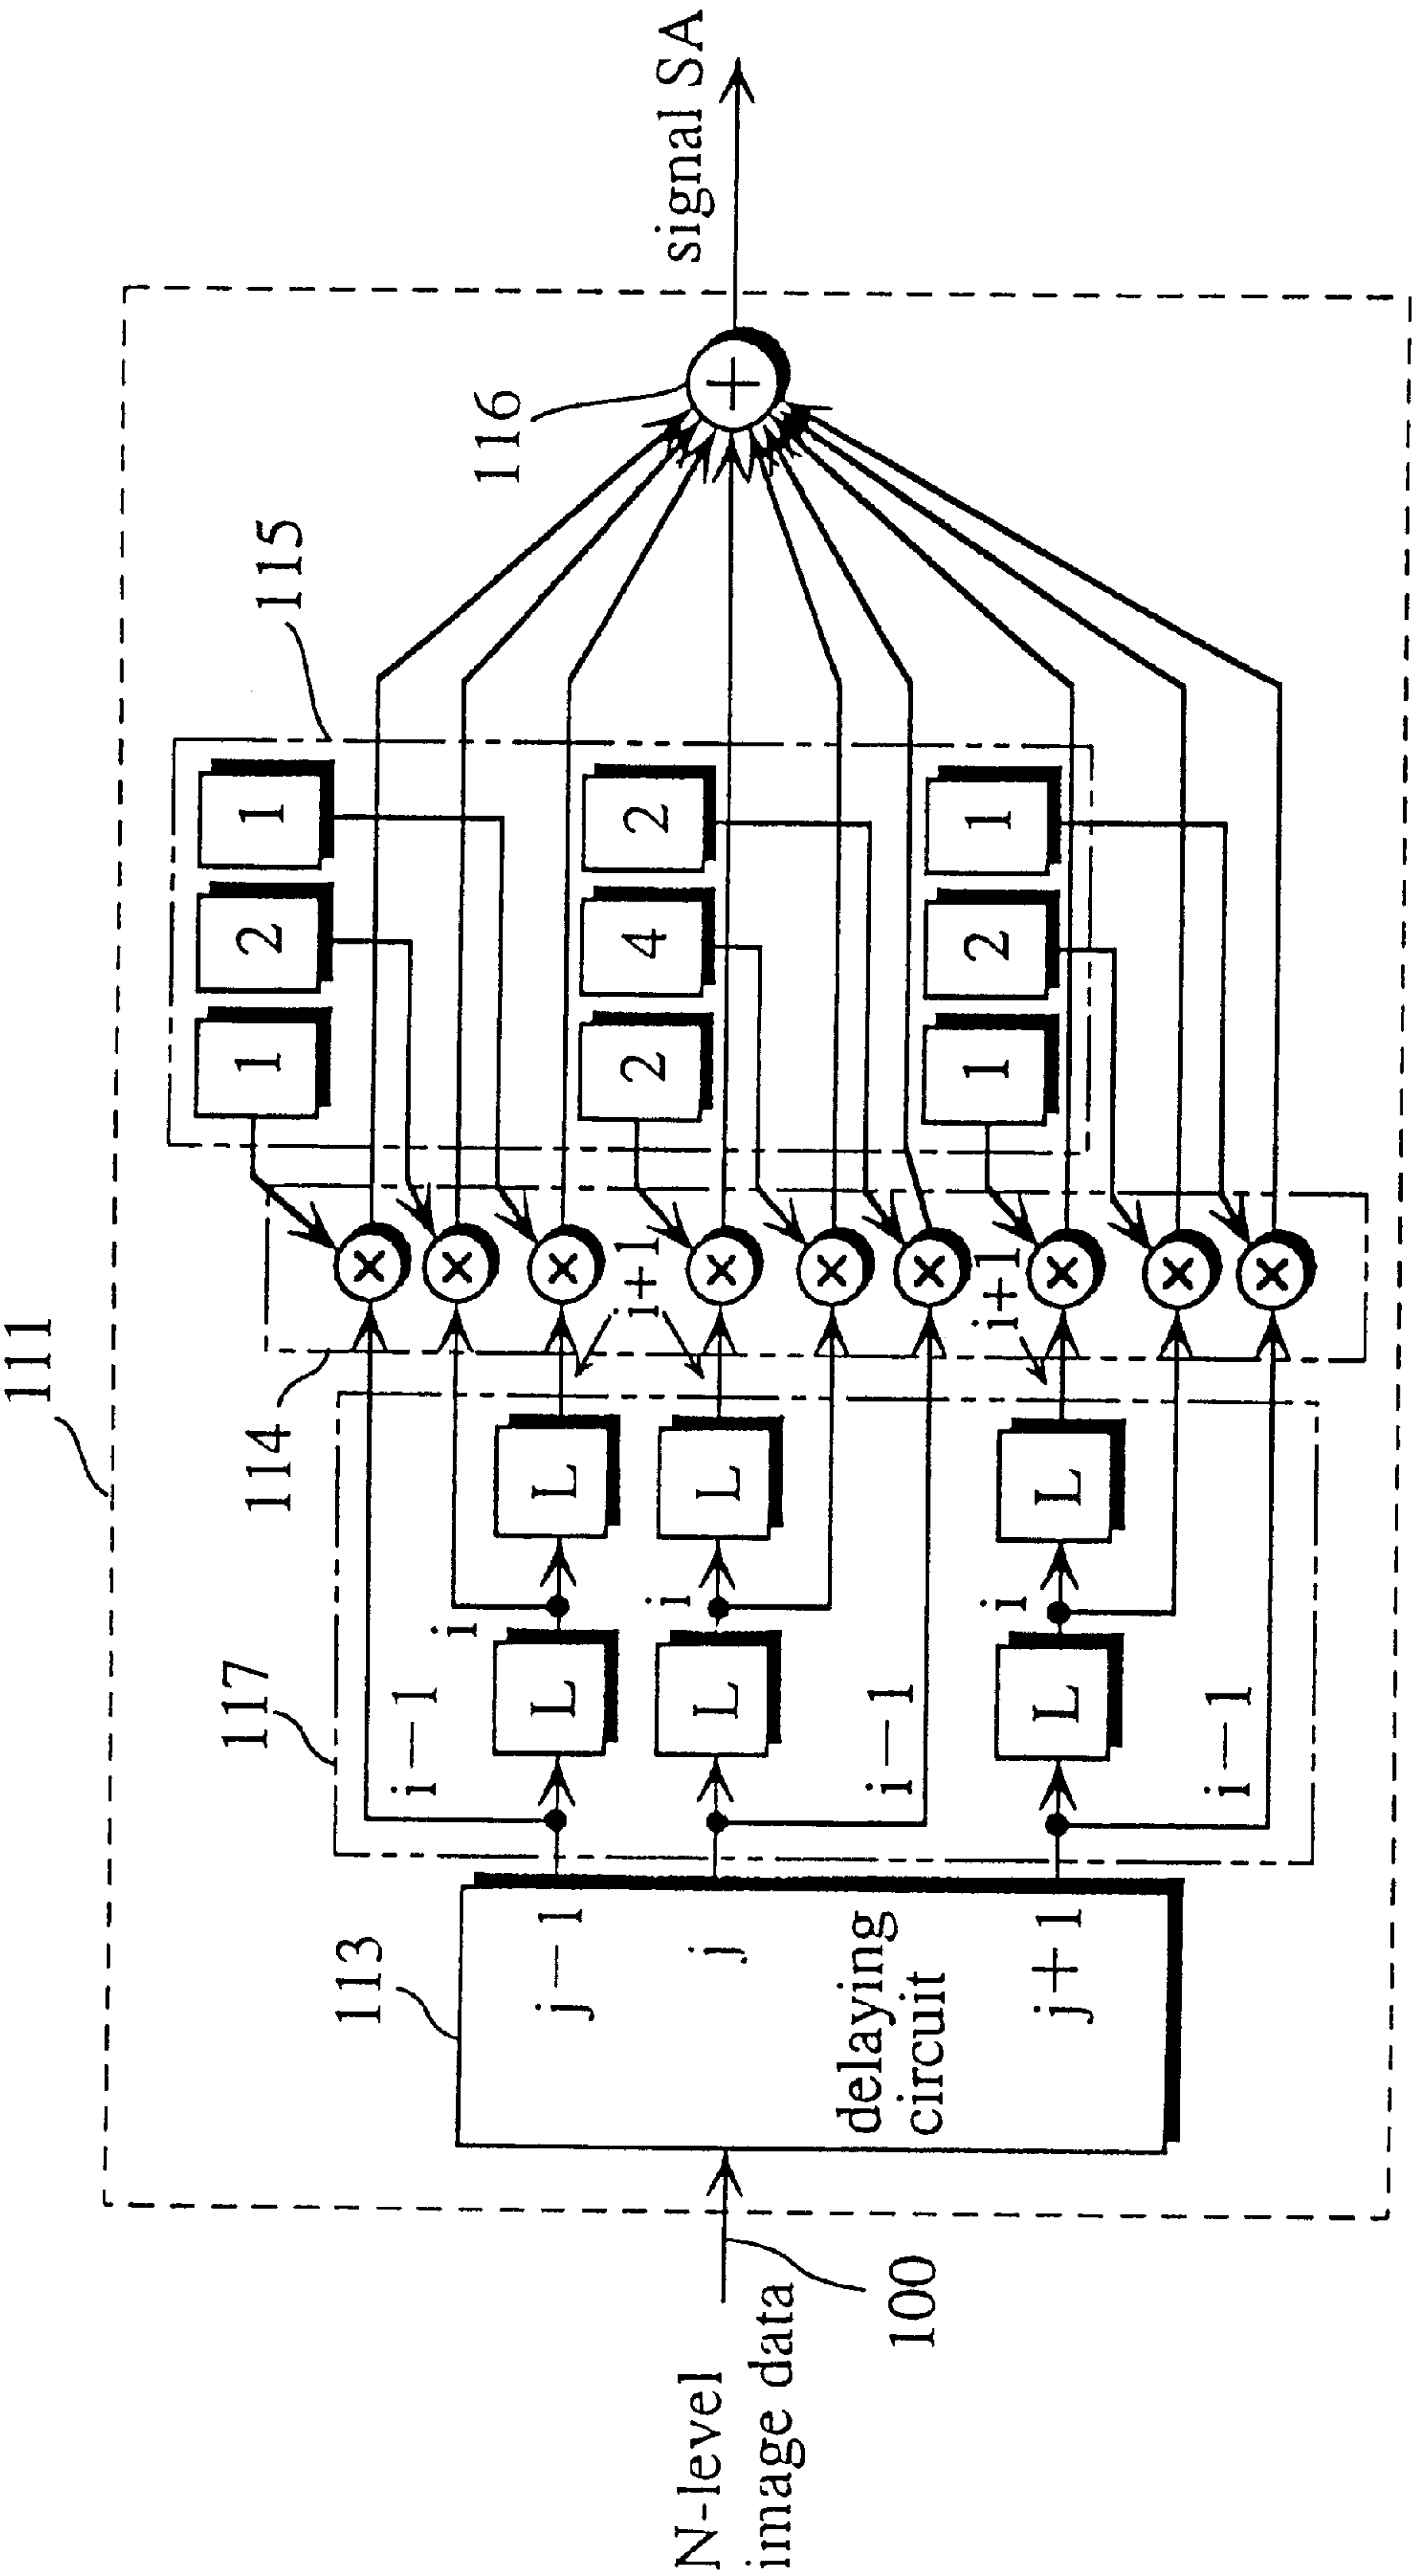 111
N-level
image data
100
113
j−1
j
delaying
circuit
j+1
117
i−1
i
L
L
i
L
L
i−1
i
L
L
i−1
114
i+1
i+1
×
×
×
×
×
×
×
×
×
115
1
2
1
2
4
2
1
2
1
116
+
signal SA